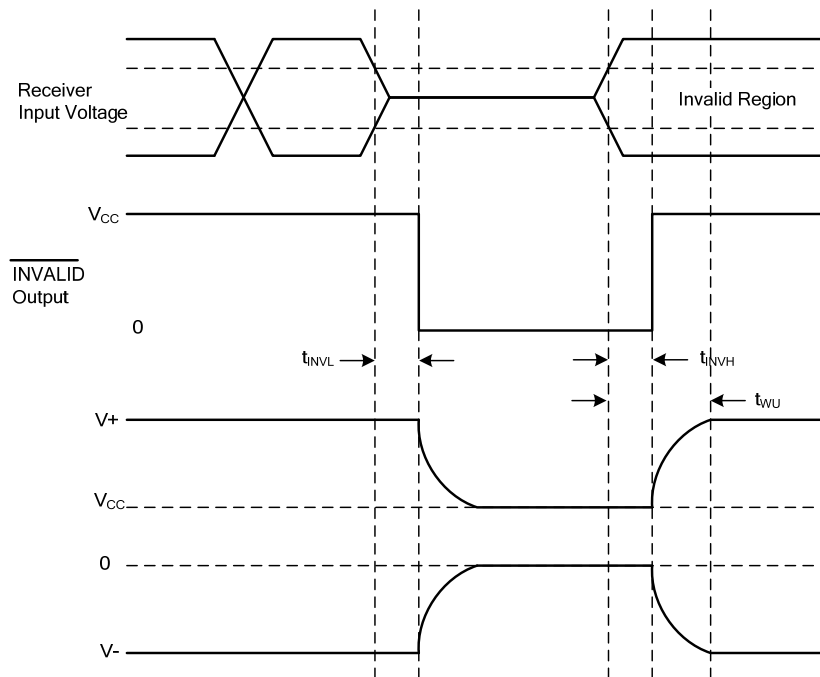 Receiver
Input Voltage
Invalid Region
VCC
INVALID
Output
0
tINVL
tINVH
tWU
V+
VCC
0
V-